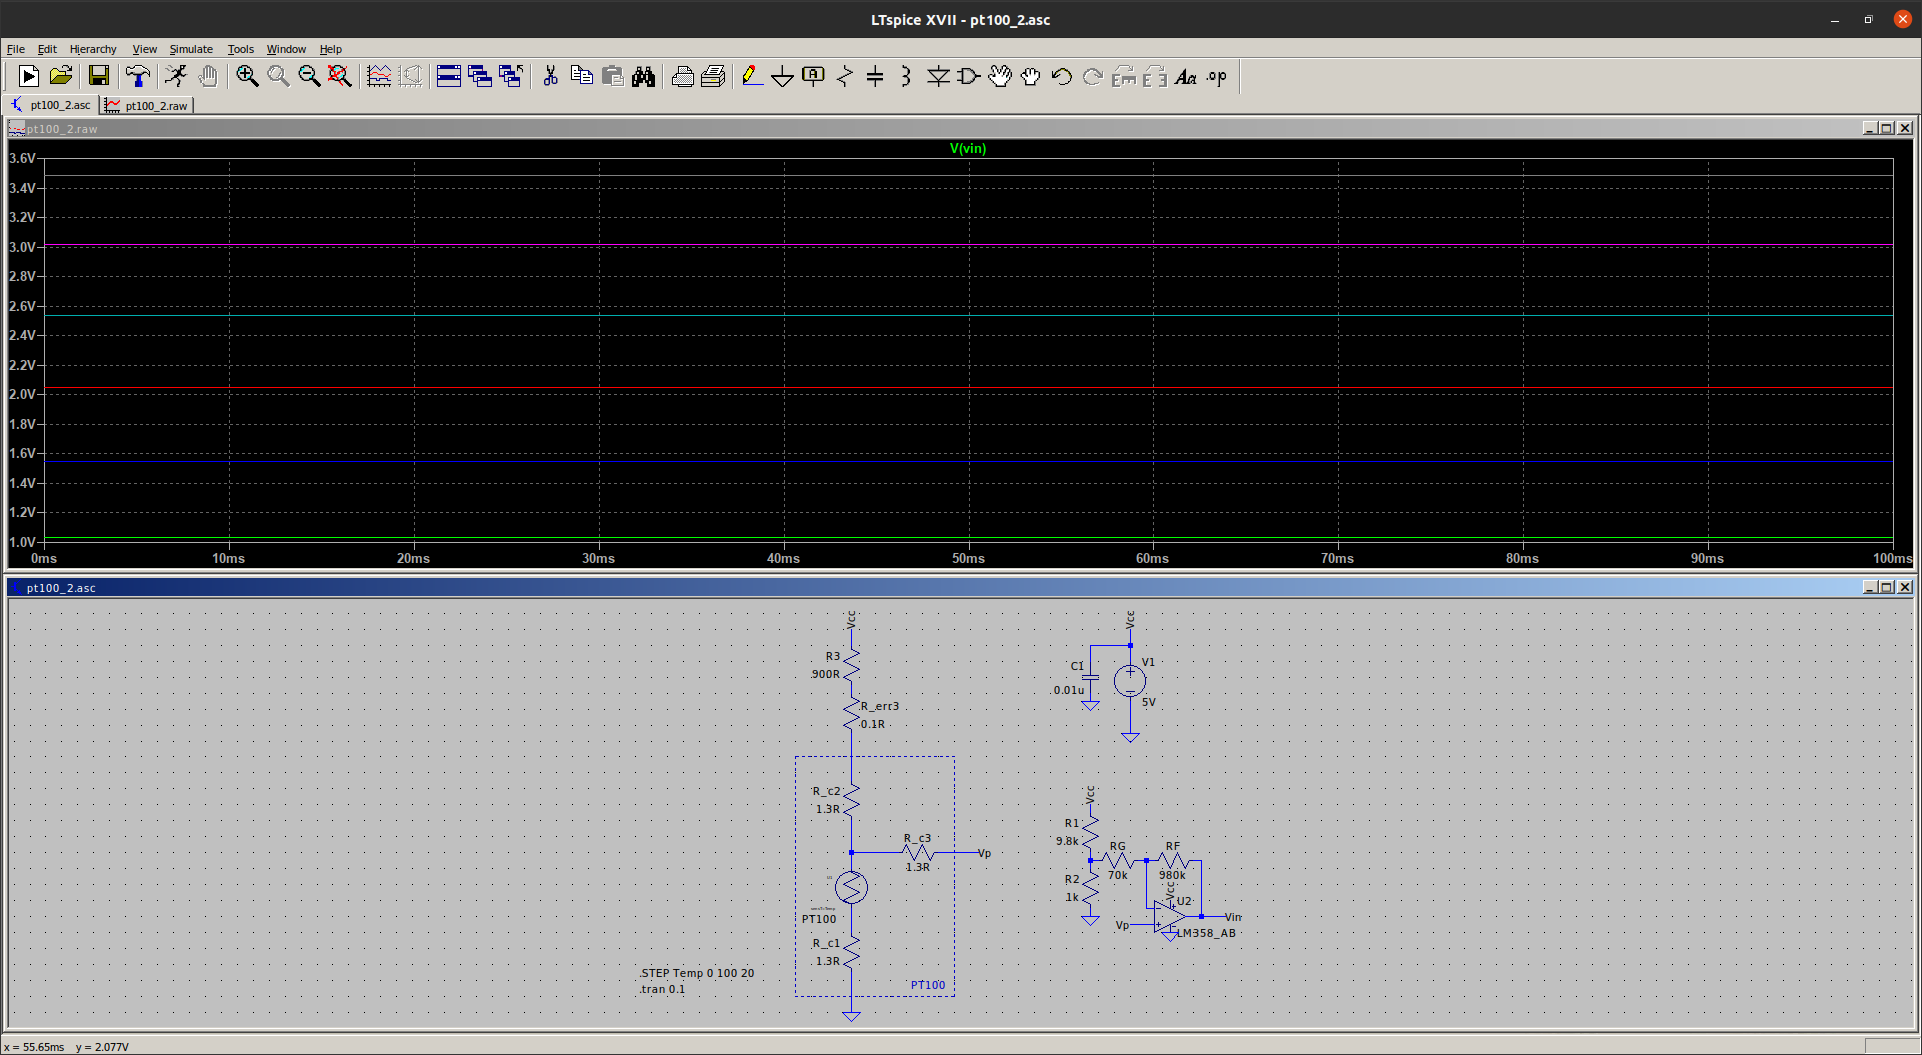 LTspice XVII - pt100_2.asc
File Edit Hierarchy View Simulate Tools Window Help
pt100_2.asc pt100_2.raw
pt100_2.raw
V(vin)
3.6V
3.4V
3.2V
3.0V
2.8V
2.6V
2.4V
2.2V
2.0V
1.8V
1.6V
1.4V
1.2V
1.0V
0ms 10ms 20ms 30ms 40ms 50ms 60ms 70ms 80ms 90ms 100ms
pt100_2.asc
Vcc
R3
900R
R_err3
0.1R
R_c2
1.3R
R_c3
1.3R
Vp
PT100
R_c1
1.3R
PT100
.STEP Temp 0 100 20
.tran 0.1
Vcc
C1
0.01u
V1
5V
Vcc
R1
9.8k
RG
70k
RF
980k
R2
1k
Vcc
U2
Vp
Vin
LM358_AB
x = 55.65ms y = 2.077V